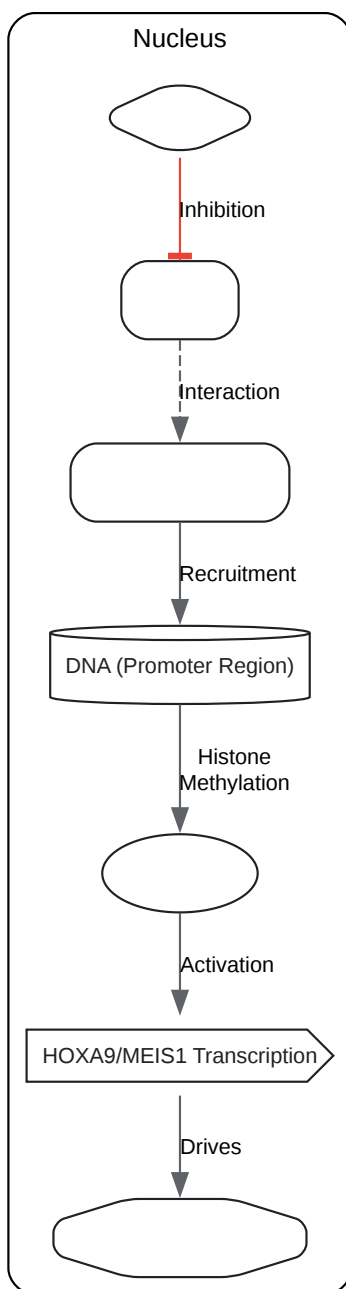 Nucleus
Inhibition
Interaction
Recruitment
DNA (Promoter Region)
Histone
Methylation
Activation
HOXA9/MEIS1 Transcription
Drives